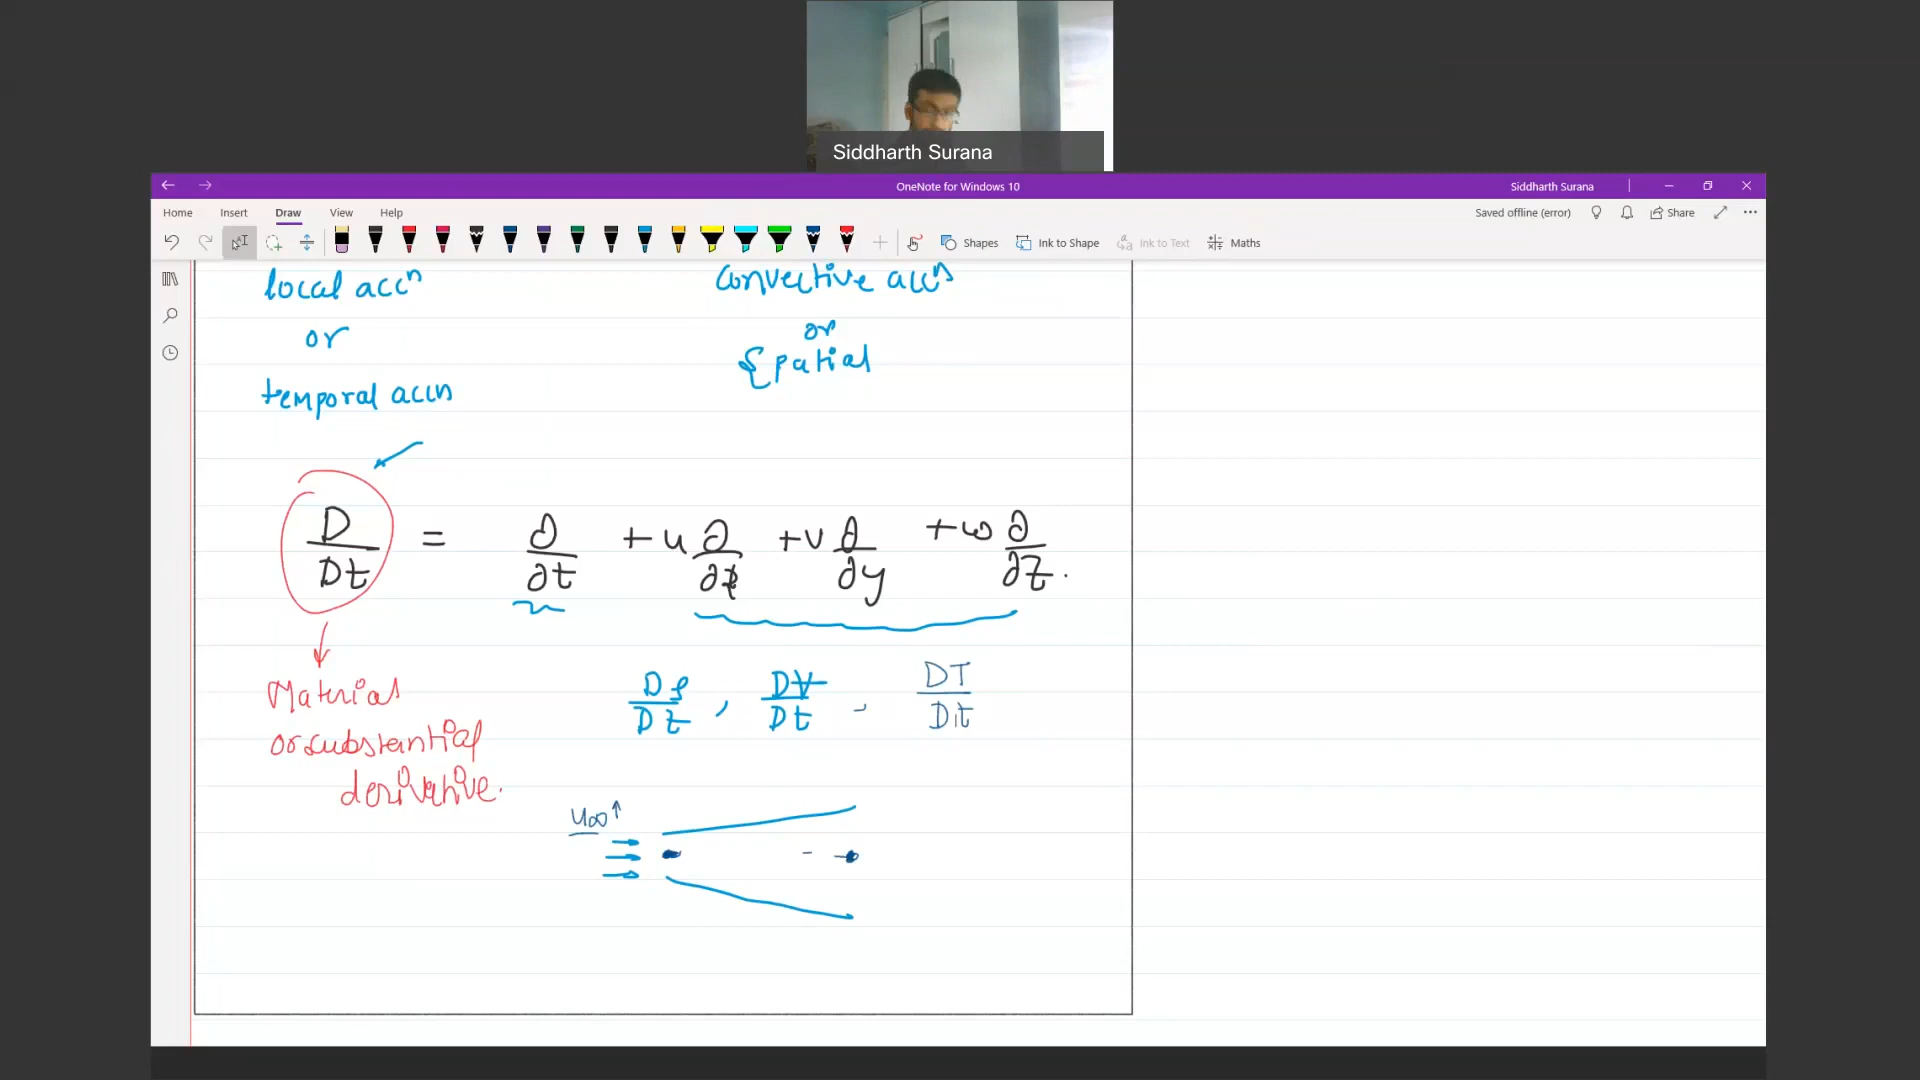 Siddharth Surana
OneNote for Windows 10
Siddharth Surana
Home Insert Draw View Help
Saved offline (error) Share
Shapes Ink to Shape Ink to Text Maths
local accⁿ
or
temporal accn
convective accⁿ
or
spatial
D/Dt = ∂/∂t + u ∂/∂x + v ∂/∂y + w ∂/∂z.
Material
or substantial
derivative.
Dρ/Dt , DV/Dt , DT/Dt
u∞↑